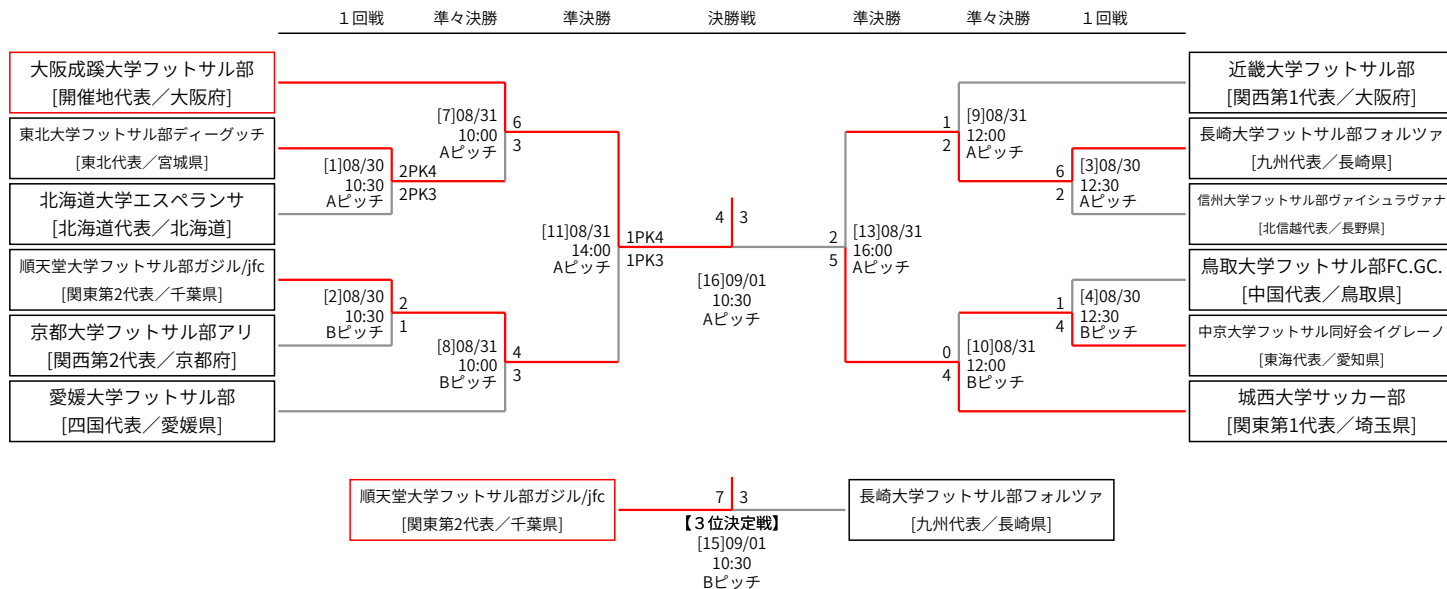 １回戦 準々決勝 準決勝 決勝戦 準決勝 準々決勝 １回戦
大阪成蹊大学フットサル部
[開催地代表／大阪府]
東北大学フットサル部ディーグッチ
[東北代表／宮城県]
北海道大学エスペランサ
[北海道代表／北海道]
順天堂大学フットサル部ガジル/jfc
[関東第2代表／千葉県]
京都大学フットサル部アリ
[関西第2代表／京都府]
愛媛大学フットサル部
[四国代表／愛媛県]
[1]08/30
10:30
Aピッチ
2PK4
2PK3
[2]08/30
10:30
Bピッチ
2
1
[7]08/31
10:00
Aピッチ
6
3
[8]08/31
10:00
Bピッチ
4
3
[11]08/31
14:00
Aピッチ
1PK4
1PK3
4 3
[16]09/01
10:30
Aピッチ
2
5
[13]08/31
16:00
Aピッチ
1
2
[9]08/31
12:00
Aピッチ
0
4
[10]08/31
12:00
Bピッチ
6
2
[3]08/30
12:30
Aピッチ
1
4
[4]08/30
12:30
Bピッチ
近畿大学フットサル部
[関西第1代表／大阪府]
長崎大学フットサル部フォルツァ
[九州代表／長崎県]
信州大学フットサル部ヴァイシュラヴァナ
[北信越代表／長野県]
鳥取大学フットサル部FC.GC.
[中国代表／鳥取県]
中京大学フットサル同好会イグレーノ
[東海代表／愛知県]
城西大学サッカー部
[関東第1代表／埼玉県]
順天堂大学フットサル部ガジル/jfc
[関東第2代表／千葉県]
7 3
【３位決定戦】
[15]09/01
10:30
Bピッチ
長崎大学フットサル部フォルツァ
[九州代表／長崎県]